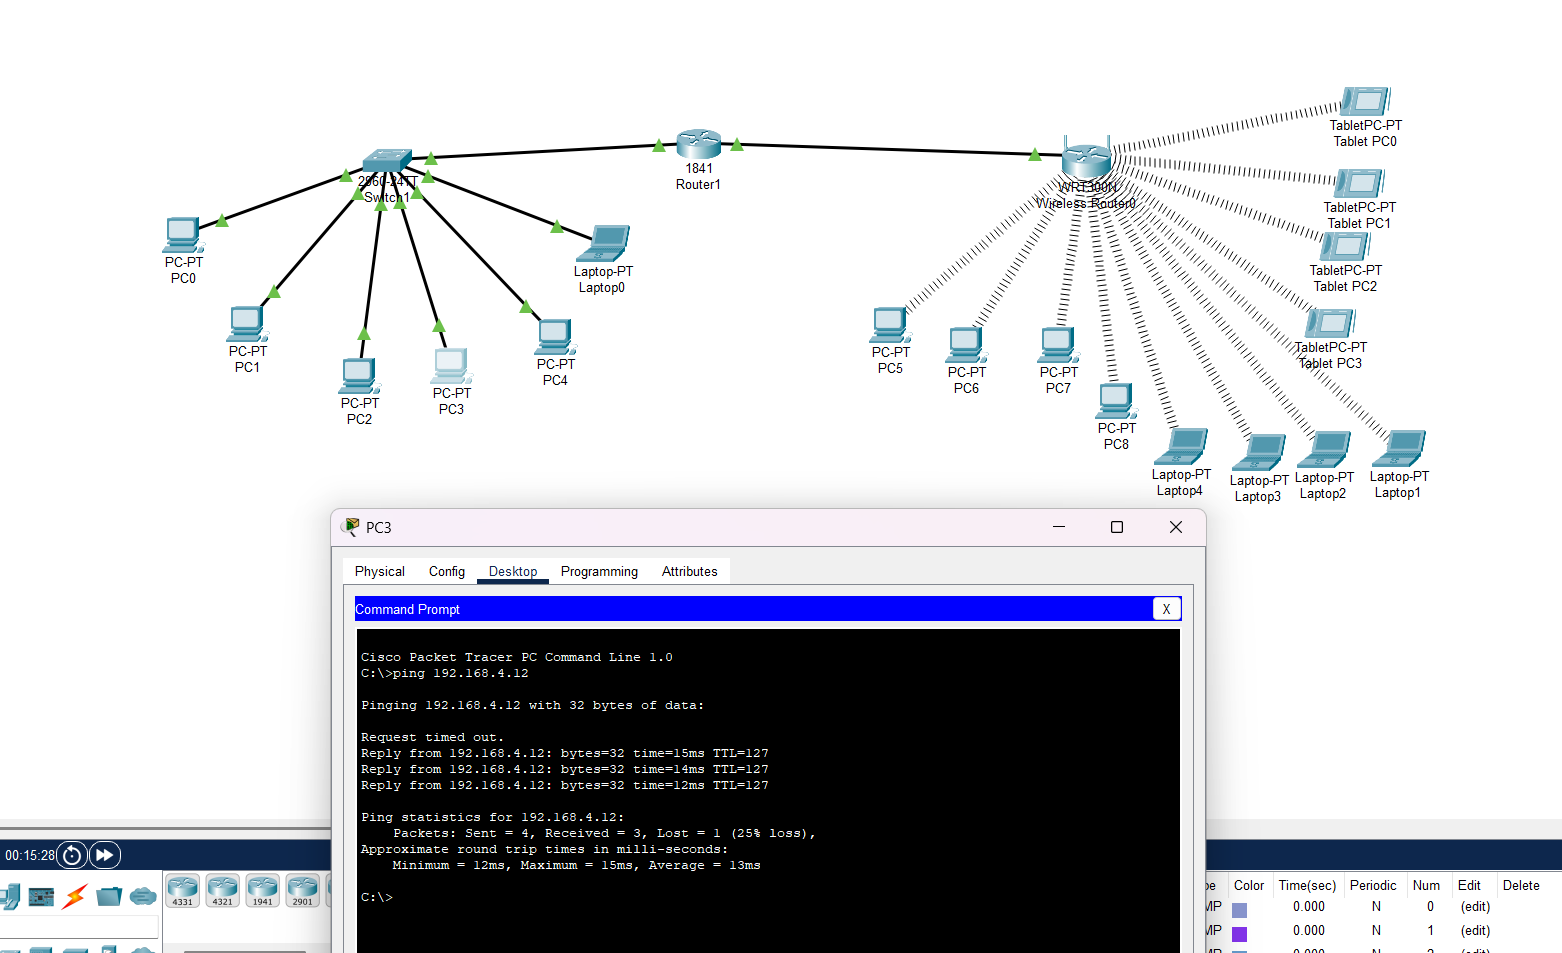 TabletPC-PT
Tablet PC0
1841
Router1
2960-24TT
Switch1
WRT300N
Wireless Router0
TabletPC-PT
Tablet PC1
PC-PT
PC0
Laptop-PT
Laptop0
TabletPC-PT
Tablet PC2
PC-PT
PC1
PC-PT
PC4
PC-PT
PC2
PC-PT
PC3
PC-PT
PC5
PC-PT
PC6
PC-PT
PC7
TabletPC-PT
Tablet PC3
PC-PT
PC8
Laptop-PT
Laptop4
Laptop-PT
Laptop3
Laptop-PT
Laptop2
Laptop-PT
Laptop1
PC3
Physical Config Desktop Programming Attributes
Command Prompt
X
Cisco Packet Tracer PC Command Line 1.0
C:\>ping 192.168.4.12
Pinging 192.168.4.12 with 32 bytes of data:
Request timed out.
Reply from 192.168.4.12: bytes=32 time=15ms TTL=127
Reply from 192.168.4.12: bytes=32 time=14ms TTL=127
Reply from 192.168.4.12: bytes=32 time=12ms TTL=127
Ping statistics for 192.168.4.12:
Packets: Sent = 4, Received = 3, Lost = 1 (25% loss),
Approximate round trip times in milli-seconds:
Minimum = 12ms, Maximum = 15ms, Average = 13ms
C:\>
00:15:28
4331 4321 1941 2901
Color Time(sec) Periodic Num Edit Delete
0.000 N 0 (edit)
0.000 N 1 (edit)